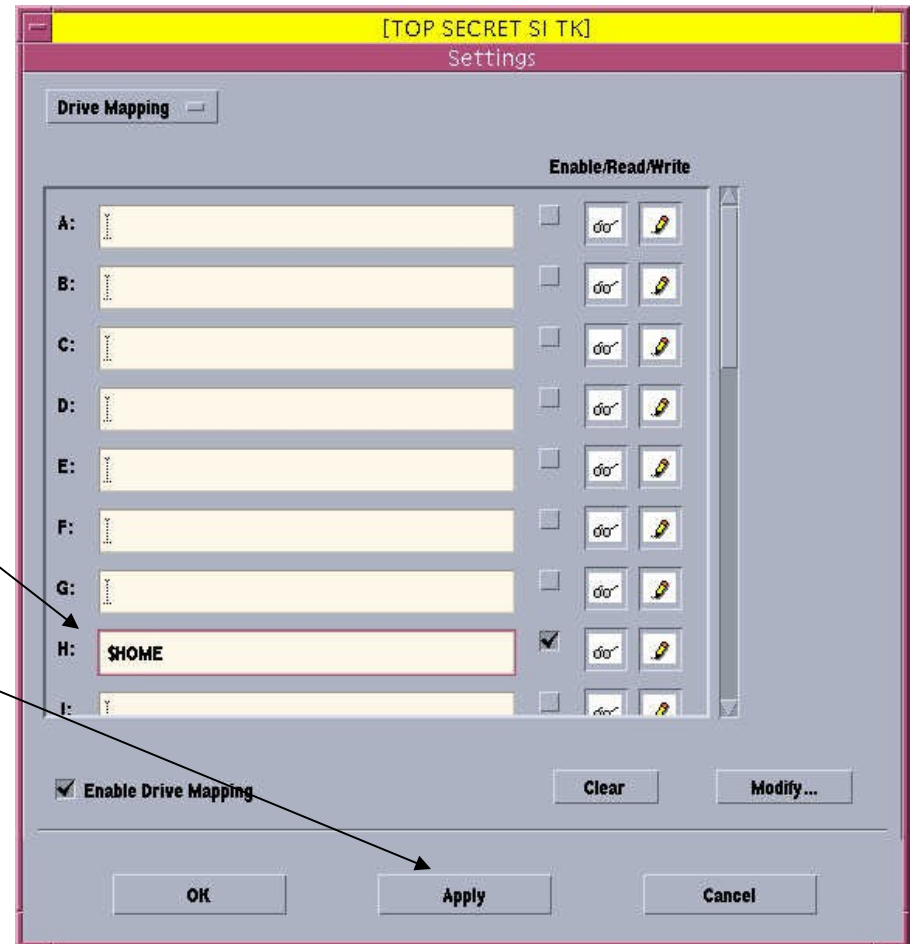 [TOP SECRET SI TK]
Settings
Drive Mapping
Enable/Read/Write
A:
B:
C:
D:
E:
F:
G:
H: $HOME
I:
Enable Drive Mapping
Clear
Modify...
OK
Apply
Cancel